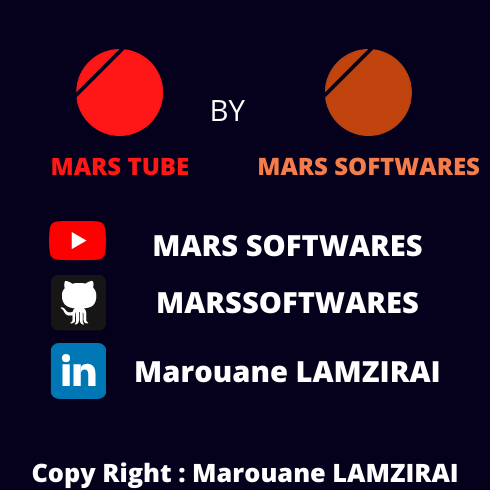 BY
MARS TUBE
MARS SOFTWARES
MARS SOFTWARES
MARSSOFTWARES
in
Marouane LAMZIRAI
Copy Right : Marouane LAMZIRAI